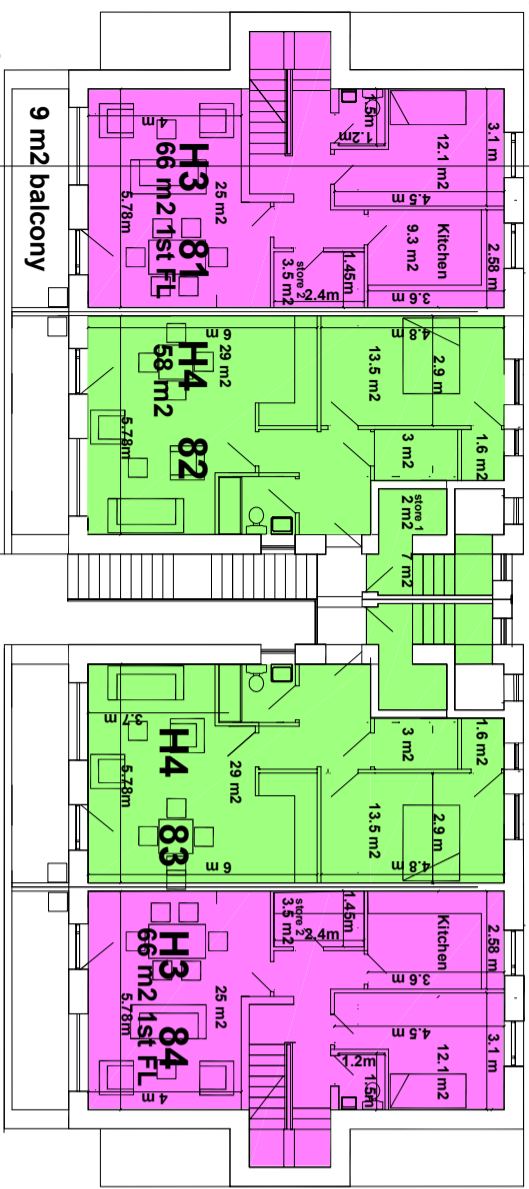 9 m2 balcony
H3 81
66 m2 1st FL
25 m2
5.78m
4 m
1.5m
1.2m
12.1 m2
3.1 m
4.5 m
Kitchen
9.3 m2
2.58 m
3.6 m
1.45m
store 2
3.5 m2
2.4m
H4 82
58 m2
29 m2
6 m
5.78m
4.8 m
2.9 m
13.5 m2
3 m2
1.6 m2
store 1
2 m2
7 m2
H4 83
3.7 m
5.78m
29 m2
6 m
3 m2
1.6 m2
13.5 m2
2.9 m
4.8 m
H3 84
66 m2 1st FL
25 m2
5.78m
4 m
store 2
3.5 m2
1.45m
2.4m
Kitchen
2.58 m
3.6 m
4.5 m
3.1 m
12.1 m2
1.2m
1.5m